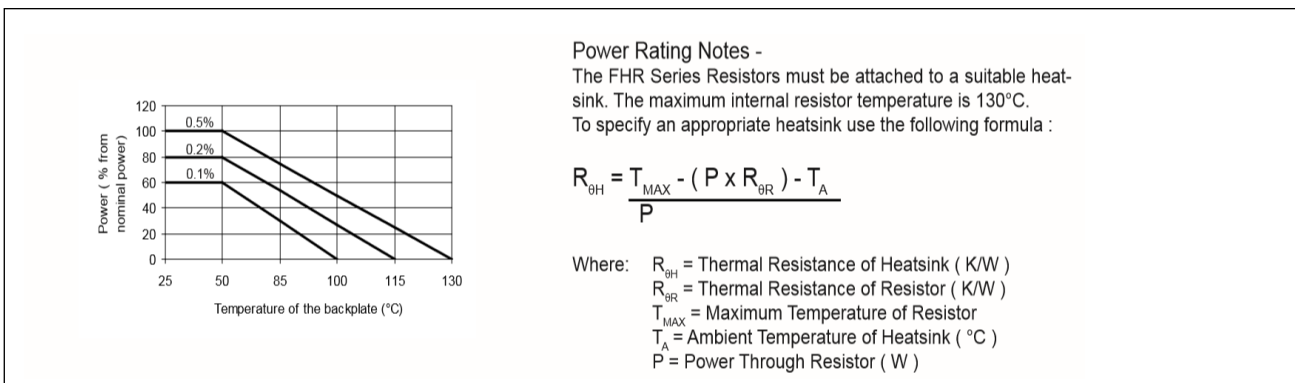 Power Rating Notes -
The FHR Series Resistors must be attached to a suitable heat-
sink. The maximum internal resistor temperature is 130°C.
To specify an appropriate heatsink use the following formula :
RθH = TMAX - ( P x RθR ) - TA
P
Where: RθH = Thermal Resistance of Heatsink ( K/W )
RθR = Thermal Resistance of Resistor ( K/W )
TMAX = Maximum Temperature of Resistor
TA = Ambient Temperature of Heatsink ( °C )
P = Power Through Resistor ( W )
Power ( % from
nominal power)
120
100
80
60
40
20
0
0.5%
0.2%
0.1%
25 50 85 100 115 130
Temperature of the backplate (°C)